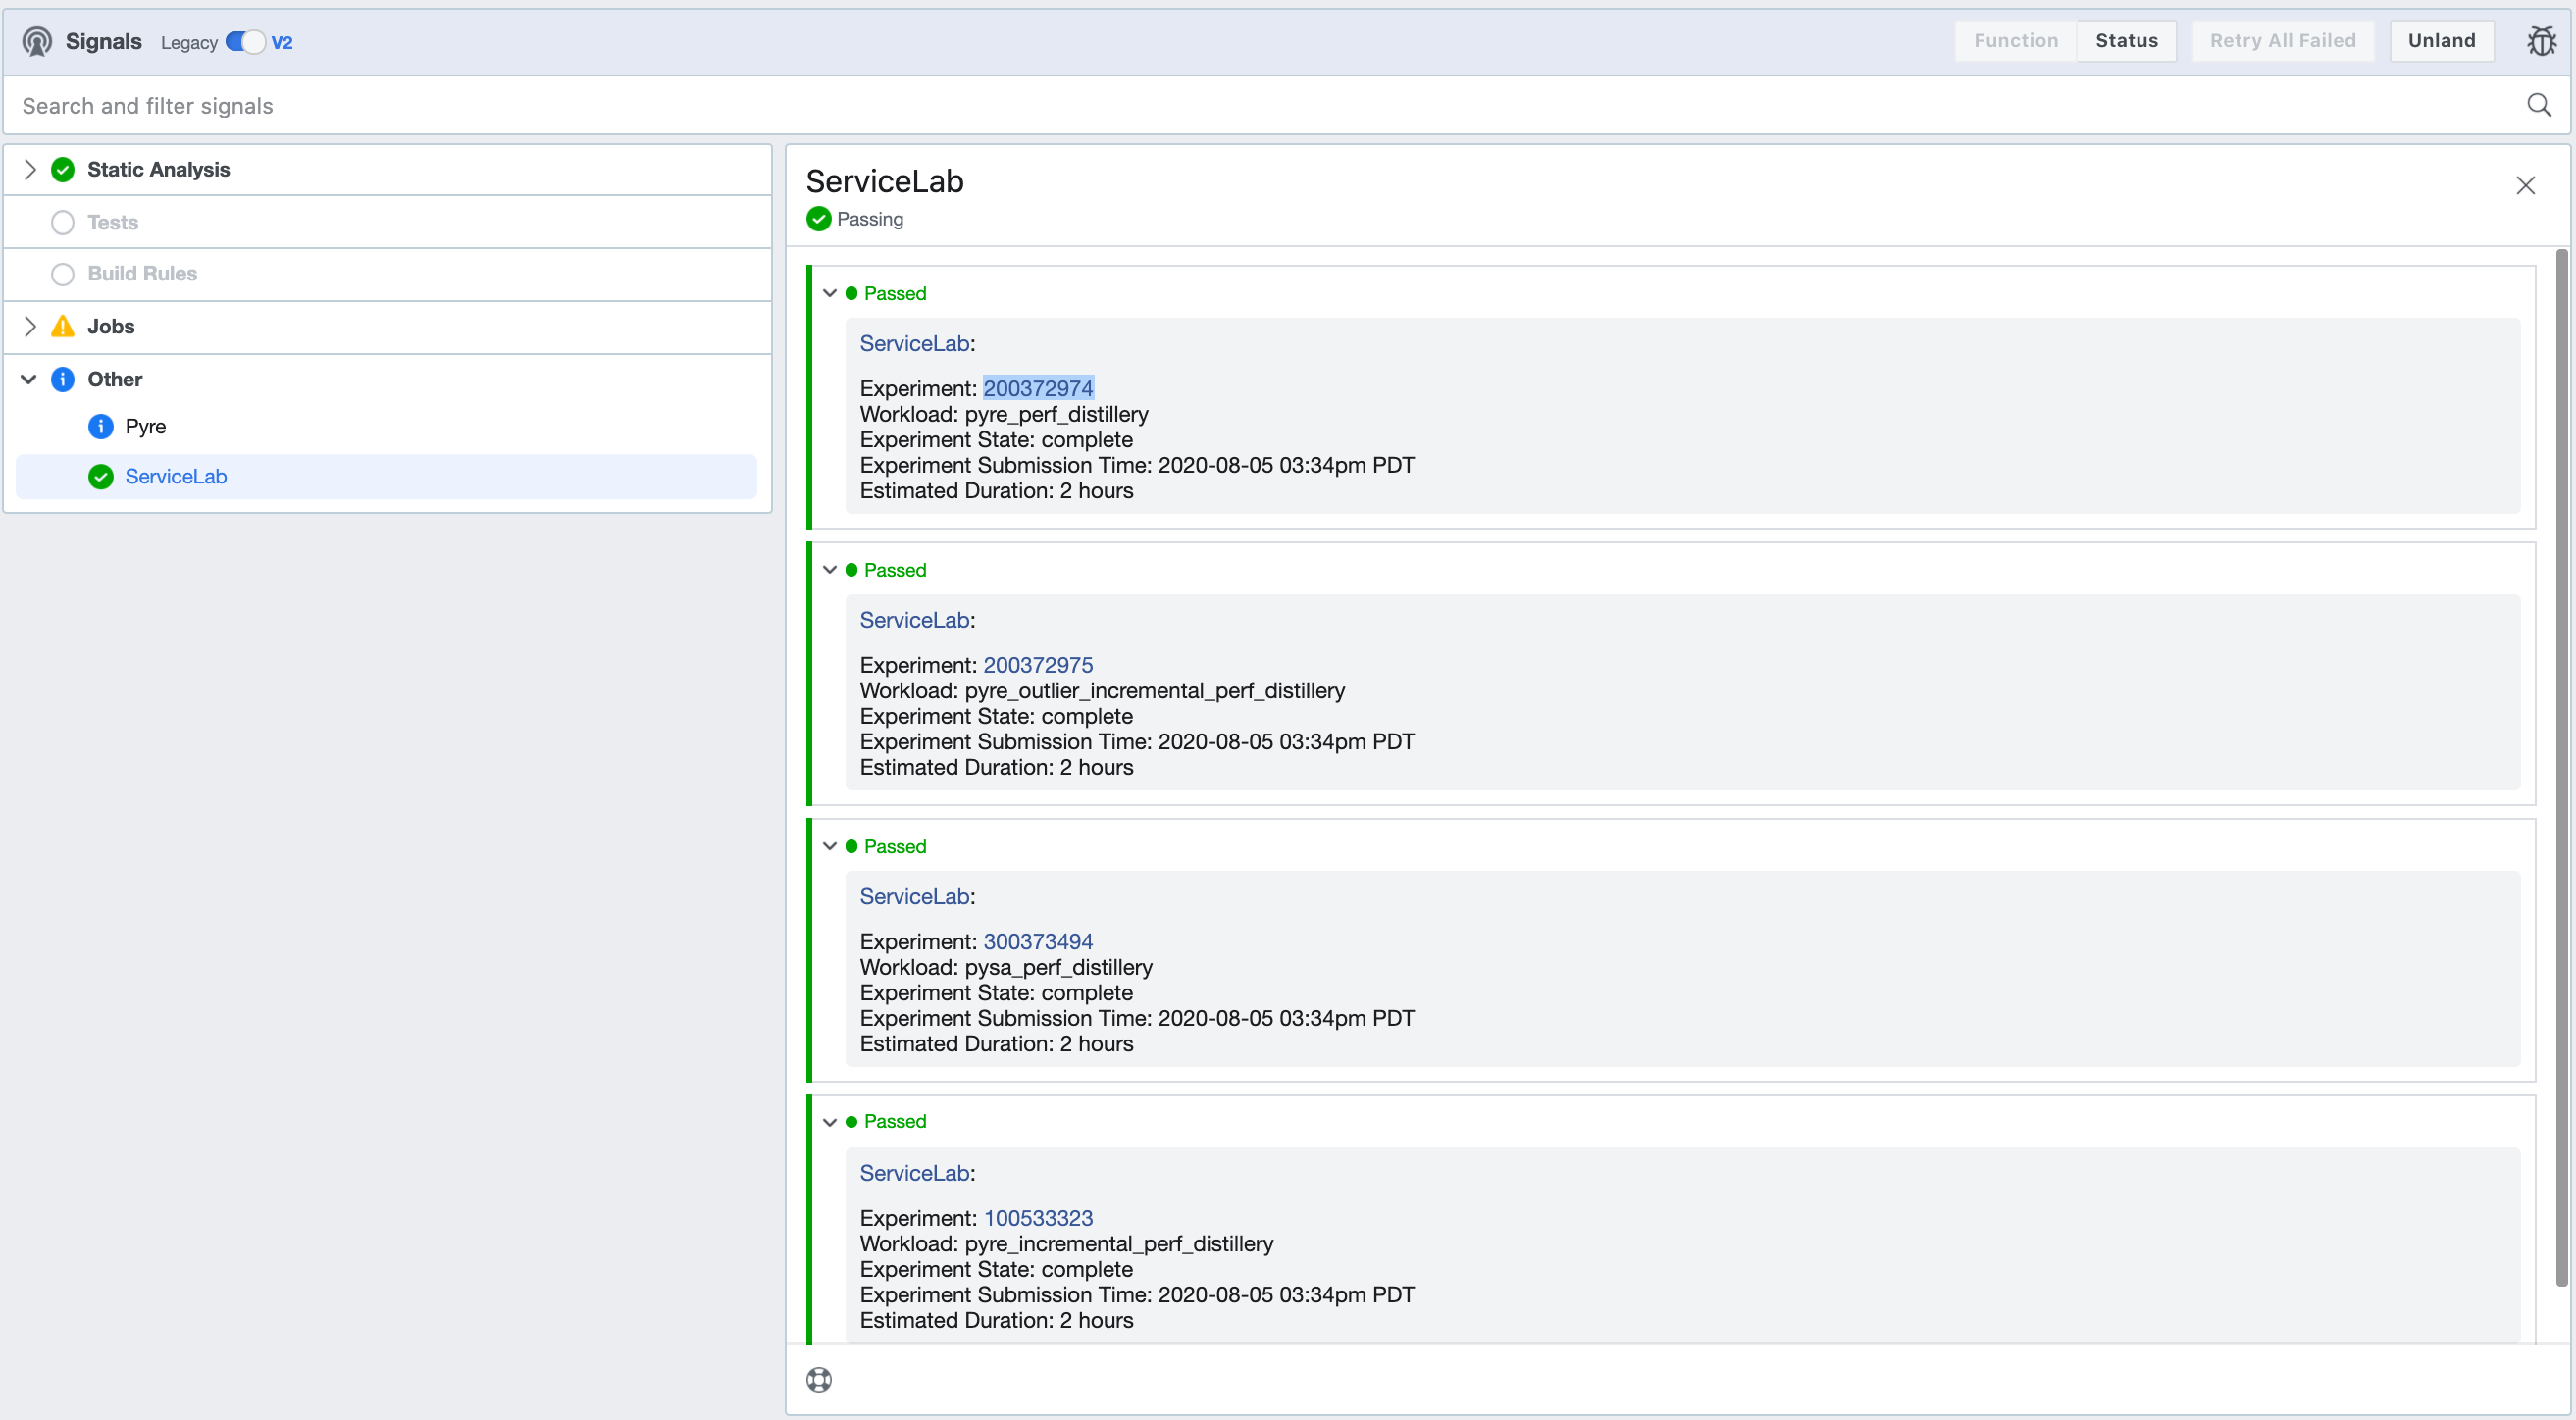 Signals Legacy V2 Function Status Retry All Failed Unland
Search and filter signals
Static Analysis
Tests
Build Rules
Jobs
Other
Pyre
ServiceLab
ServiceLab
Passing
Passed
ServiceLab:
Experiment: 200372974
Workload: pyre_perf_distillery
Experiment State: complete
Experiment Submission Time: 2020-08-05 03:34pm PDT
Estimated Duration: 2 hours
Passed
ServiceLab:
Experiment: 200372975
Workload: pyre_outlier_incremental_perf_distillery
Experiment State: complete
Experiment Submission Time: 2020-08-05 03:34pm PDT
Estimated Duration: 2 hours
Passed
ServiceLab:
Experiment: 300373494
Workload: pysa_perf_distillery
Experiment State: complete
Experiment Submission Time: 2020-08-05 03:34pm PDT
Estimated Duration: 2 hours
Passed
ServiceLab:
Experiment: 100533323
Workload: pyre_incremental_perf_distillery
Experiment State: complete
Experiment Submission Time: 2020-08-05 03:34pm PDT
Estimated Duration: 2 hours